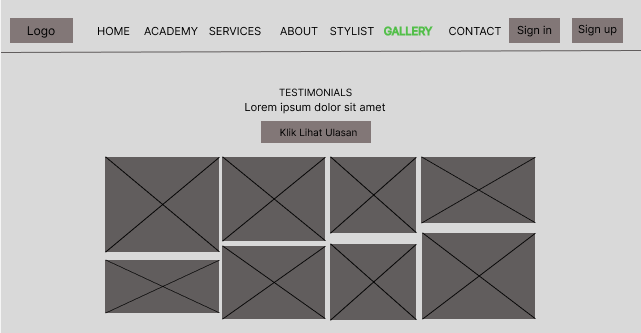 Logo HOME ACADEMY SERVICES ABOUT STYLIST GALLERY CONTACT Sign in Sign up
TESTIMONIALS
Lorem ipsum dolor sit amet
Klik Lihat Ulasan